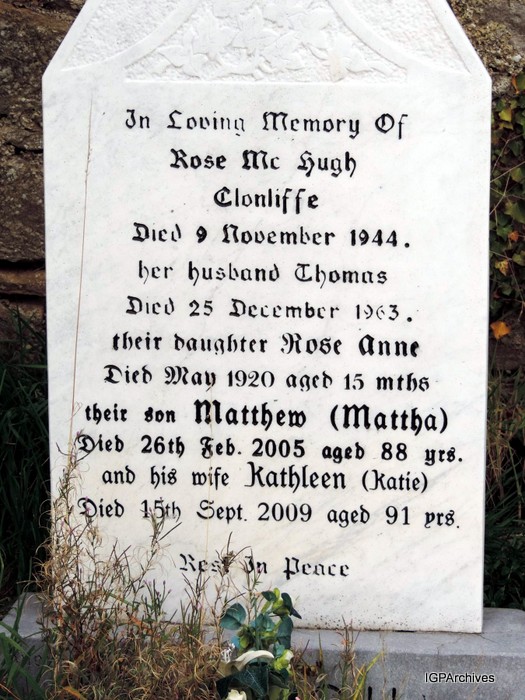 In Loving Memory Of
Rose Mc Hugh
Clonliffe
Died 9 November 1944.
her husband Thomas
Died 25 December 1963.
their daughter Rose Anne
Died May 1920 aged 15 mths
their son Matthew (Mattha)
Died 26th Feb. 2005 aged 88 yrs.
and his wife Kathleen (Katie)
Died 15th Sept. 2009 aged 91 yrs.
Rest In Peace
IGPArchives